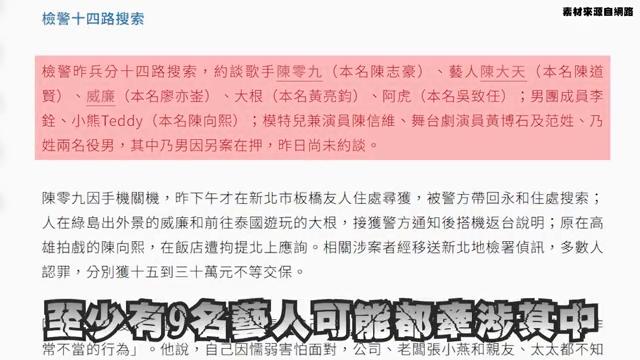 素材來源自網路
檢警十四路搜索
檢警昨兵分十四路搜索，約談歌手陳零九（本名陳志豪）、藝人陳大天（本名陳道
賢）、威廉（本名廖亦崟）、大根（本名黃亮鈞）、阿虎（本名吳致任）；男團成員李
銓、小熊Teddy（本名陳向熙）；模特兒兼演員陳信維、舞台劇演員黃博石及范姓、乃
姓兩名役男，其中乃男因另案在押，昨日尚未約談。
陳零九因手機關機，昨下午才在新北市板橋友人住處尋獲，被警方帶回永和住處搜索；
人在綠島出外景的威廉和前往泰國遊玩的大根，接獲警方通知後搭機返台說明；原在高
雄拍戲的陳向熙，在飯店遭拘提北上應詢。相關涉案者經移送新北地檢署偵訊，多數人
認罪，分別獲十五到三十萬元不等交保。
至少有9名藝人可能都牽涉其中
非常不當的行為」。他說，自己因懦弱害怕面對，公司、老闆張小燕和親友、太太都不知